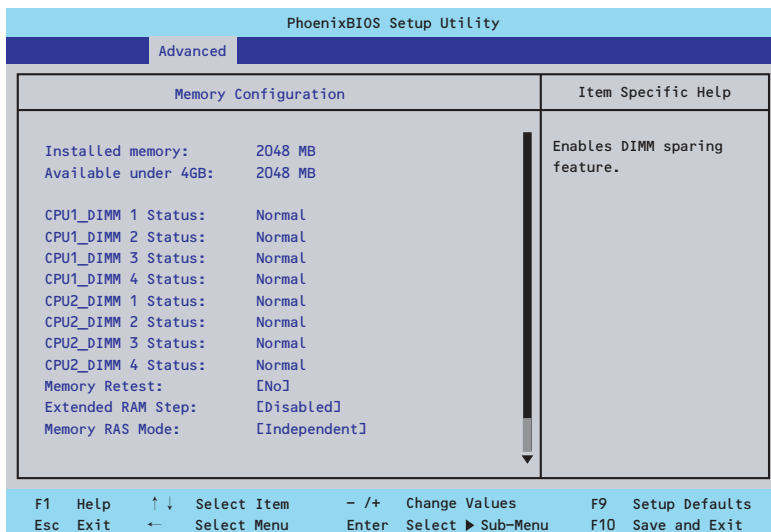 PhoenixBIOS Setup Utility
Advanced
Memory Configuration
Item Specific Help
Installed memory: 2048 MB
Available under 4GB: 2048 MB
CPU1_DIMM 1 Status: Normal
CPU1_DIMM 2 Status: Normal
CPU1_DIMM 3 Status: Normal
CPU1_DIMM 4 Status: Normal
CPU2_DIMM 1 Status: Normal
CPU2_DIMM 2 Status: Normal
CPU2_DIMM 3 Status: Normal
CPU2_DIMM 4 Status: Normal
Memory Retest: [No]
Extended RAM Step: [Disabled]
Memory RAS Mode: [Independent]
Enables DIMM sparing
feature.
F1 Help ↑↓ Select Item - /+ Change Values F9 Setup Defaults
Esc Exit ← Select Menu Enter Select ▶ Sub-Menu F10 Save and Exit